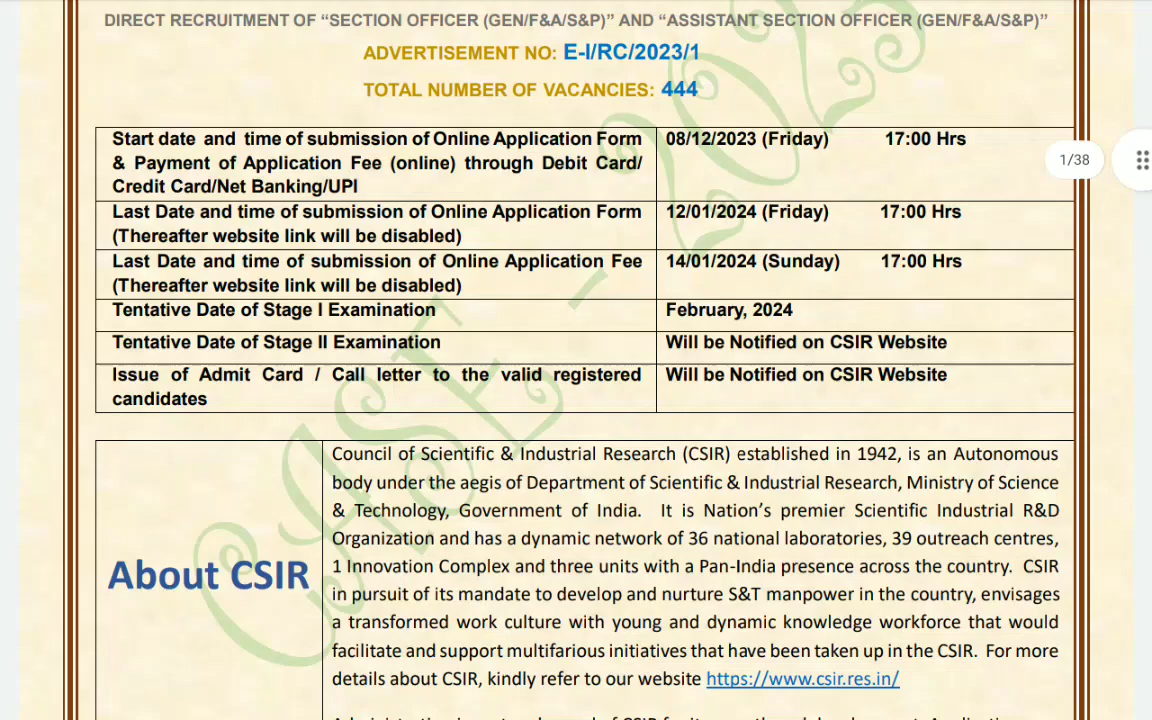 DIRECT RECRUITMENT OF “SECTION OFFICER (GEN/F&A/S&P)” AND “ASSISTANT SECTION OFFICER (GEN/F&A/S&P)”
ADVERTISEMENT NO: E-I/RC/2023/1
TOTAL NUMBER OF VACANCIES: 444
Start date and time of submission of Online Application Form
& Payment of Application Fee (online) through Debit Card/
Credit Card/Net Banking/UPI
08/12/2023 (Friday) 17:00 Hrs
1/38
Last Date and time of submission of Online Application Form
(Thereafter website link will be disabled)
12/01/2024 (Friday) 17:00 Hrs
Last Date and time of submission of Online Application Fee
(Thereafter website link will be disabled)
14/01/2024 (Sunday) 17:00 Hrs
Tentative Date of Stage I Examination
February, 2024
Tentative Date of Stage II Examination
Will be Notified on CSIR Website
Issue of Admit Card / Call letter to the valid registered
candidates
Will be Notified on CSIR Website
About CSIR
Council of Scientific & Industrial Research (CSIR) established in 1942, is an Autonomous
body under the aegis of Department of Scientific & Industrial Research, Ministry of Science
& Technology, Government of India. It is Nation’s premier Scientific Industrial R&D
Organization and has a dynamic network of 36 national laboratories, 39 outreach centres,
1 Innovation Complex and three units with a Pan-India presence across the country. CSIR
in pursuit of its mandate to develop and nurture S&T manpower in the country, envisages
a transformed work culture with young and dynamic knowledge workforce that would
facilitate and support multifarious initiatives that have been taken up in the CSIR. For more
details about CSIR, kindly refer to our website https://www.csir.res.in/